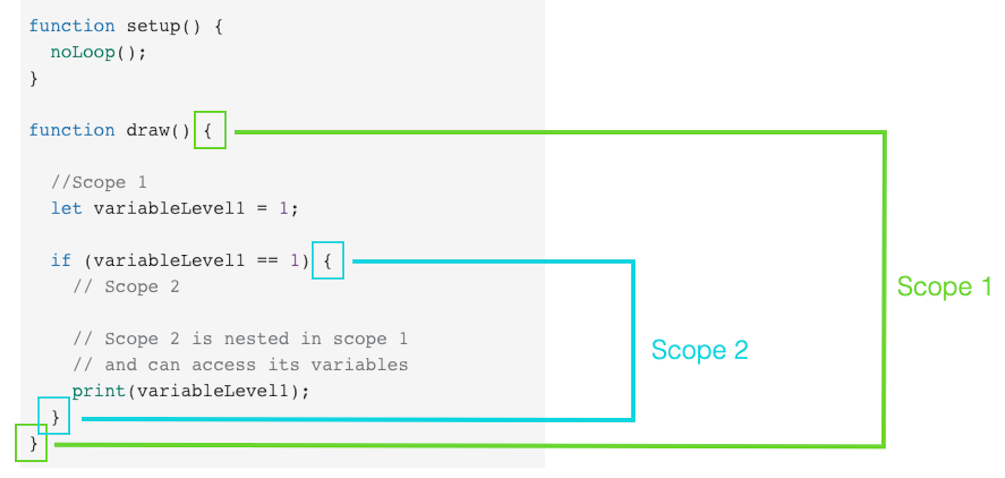 function setup() {
  noLoop();
}
function draw() {
  //Scope 1
  let variableLevel1 = 1;
  if (variableLevel1 == 1) {
    // Scope 2
    // Scope 2 is nested in scope 1
    // and can access its variables
    print(variableLevel1);
  }
}
Scope 2
Scope 1